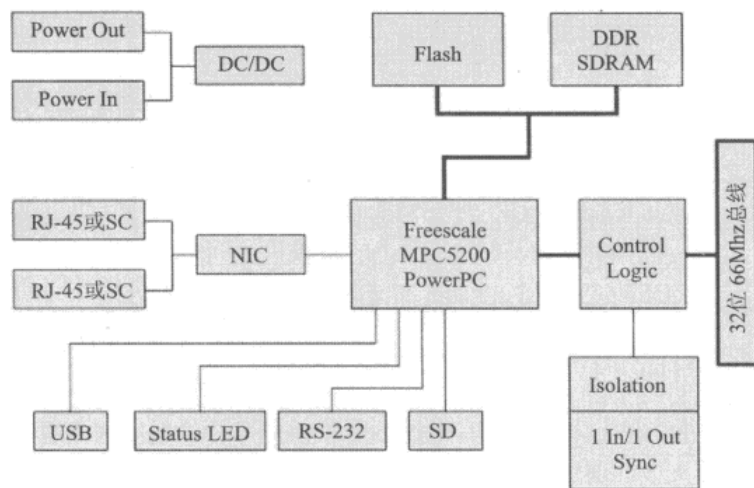 Power Out
DC/DC
Power In
Flash
DDR
SDRAM
RJ-45或SC
NIC
RJ-45或SC
Freescale
MPC5200
PowerPC
Control
Logic
32位 66Mhz总线
USB
Status LED
RS-232
SD
Isolation
1 In/1 Out
Sync